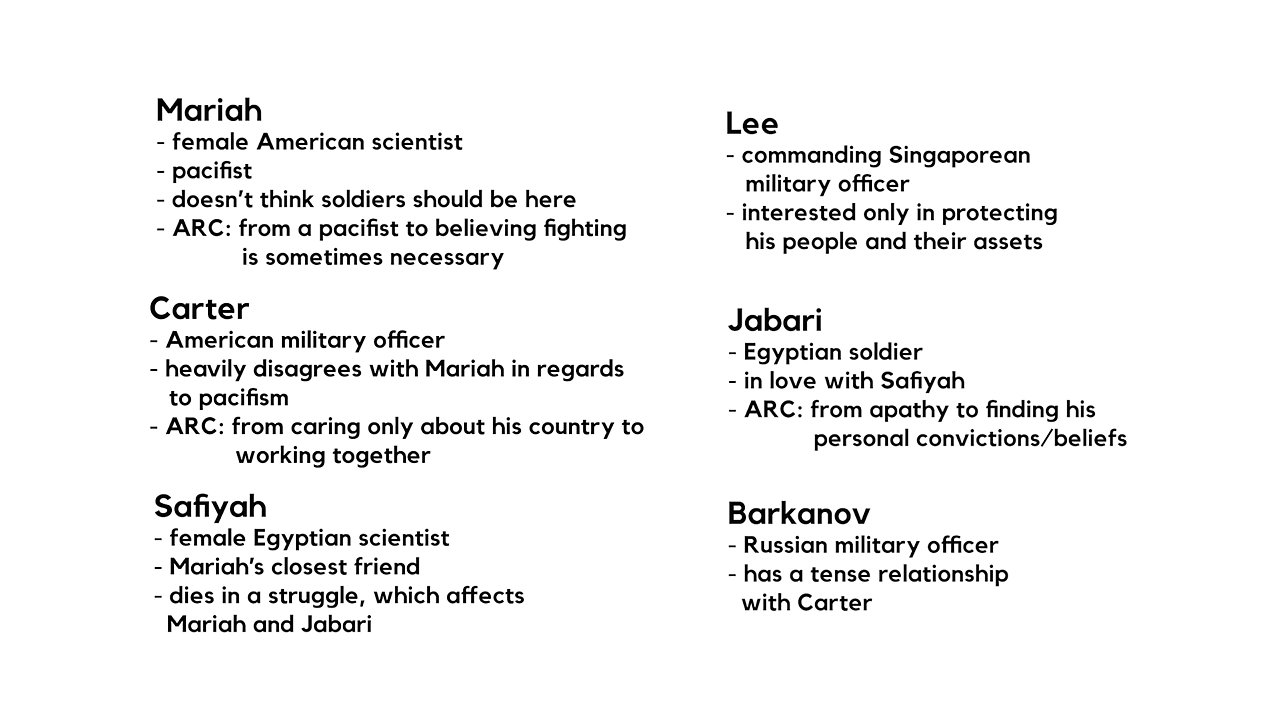 Mariah
- female American scientist
- pacifist
- doesn't think soldiers should be here
- ARC: from a pacifist to believing fighting
is sometimes necessary
Carter
- American military officer
- heavily disagrees with Mariah in regards
to pacifism
- ARC: from caring only about his country to
working together
Safiyah
- female Egyptian scientist
- Mariah's closest friend
- dies in a struggle, which affects
Mariah and Jabari
Lee
- commanding Singaporean
military officer
- interested only in protecting
his people and their assets
Jabari
- Egyptian soldier
- in love with Safiyah
- ARC: from apathy to finding his
personal convictions/beliefs
Barkanov
- Russian military officer
- has a tense relationship
with Carter